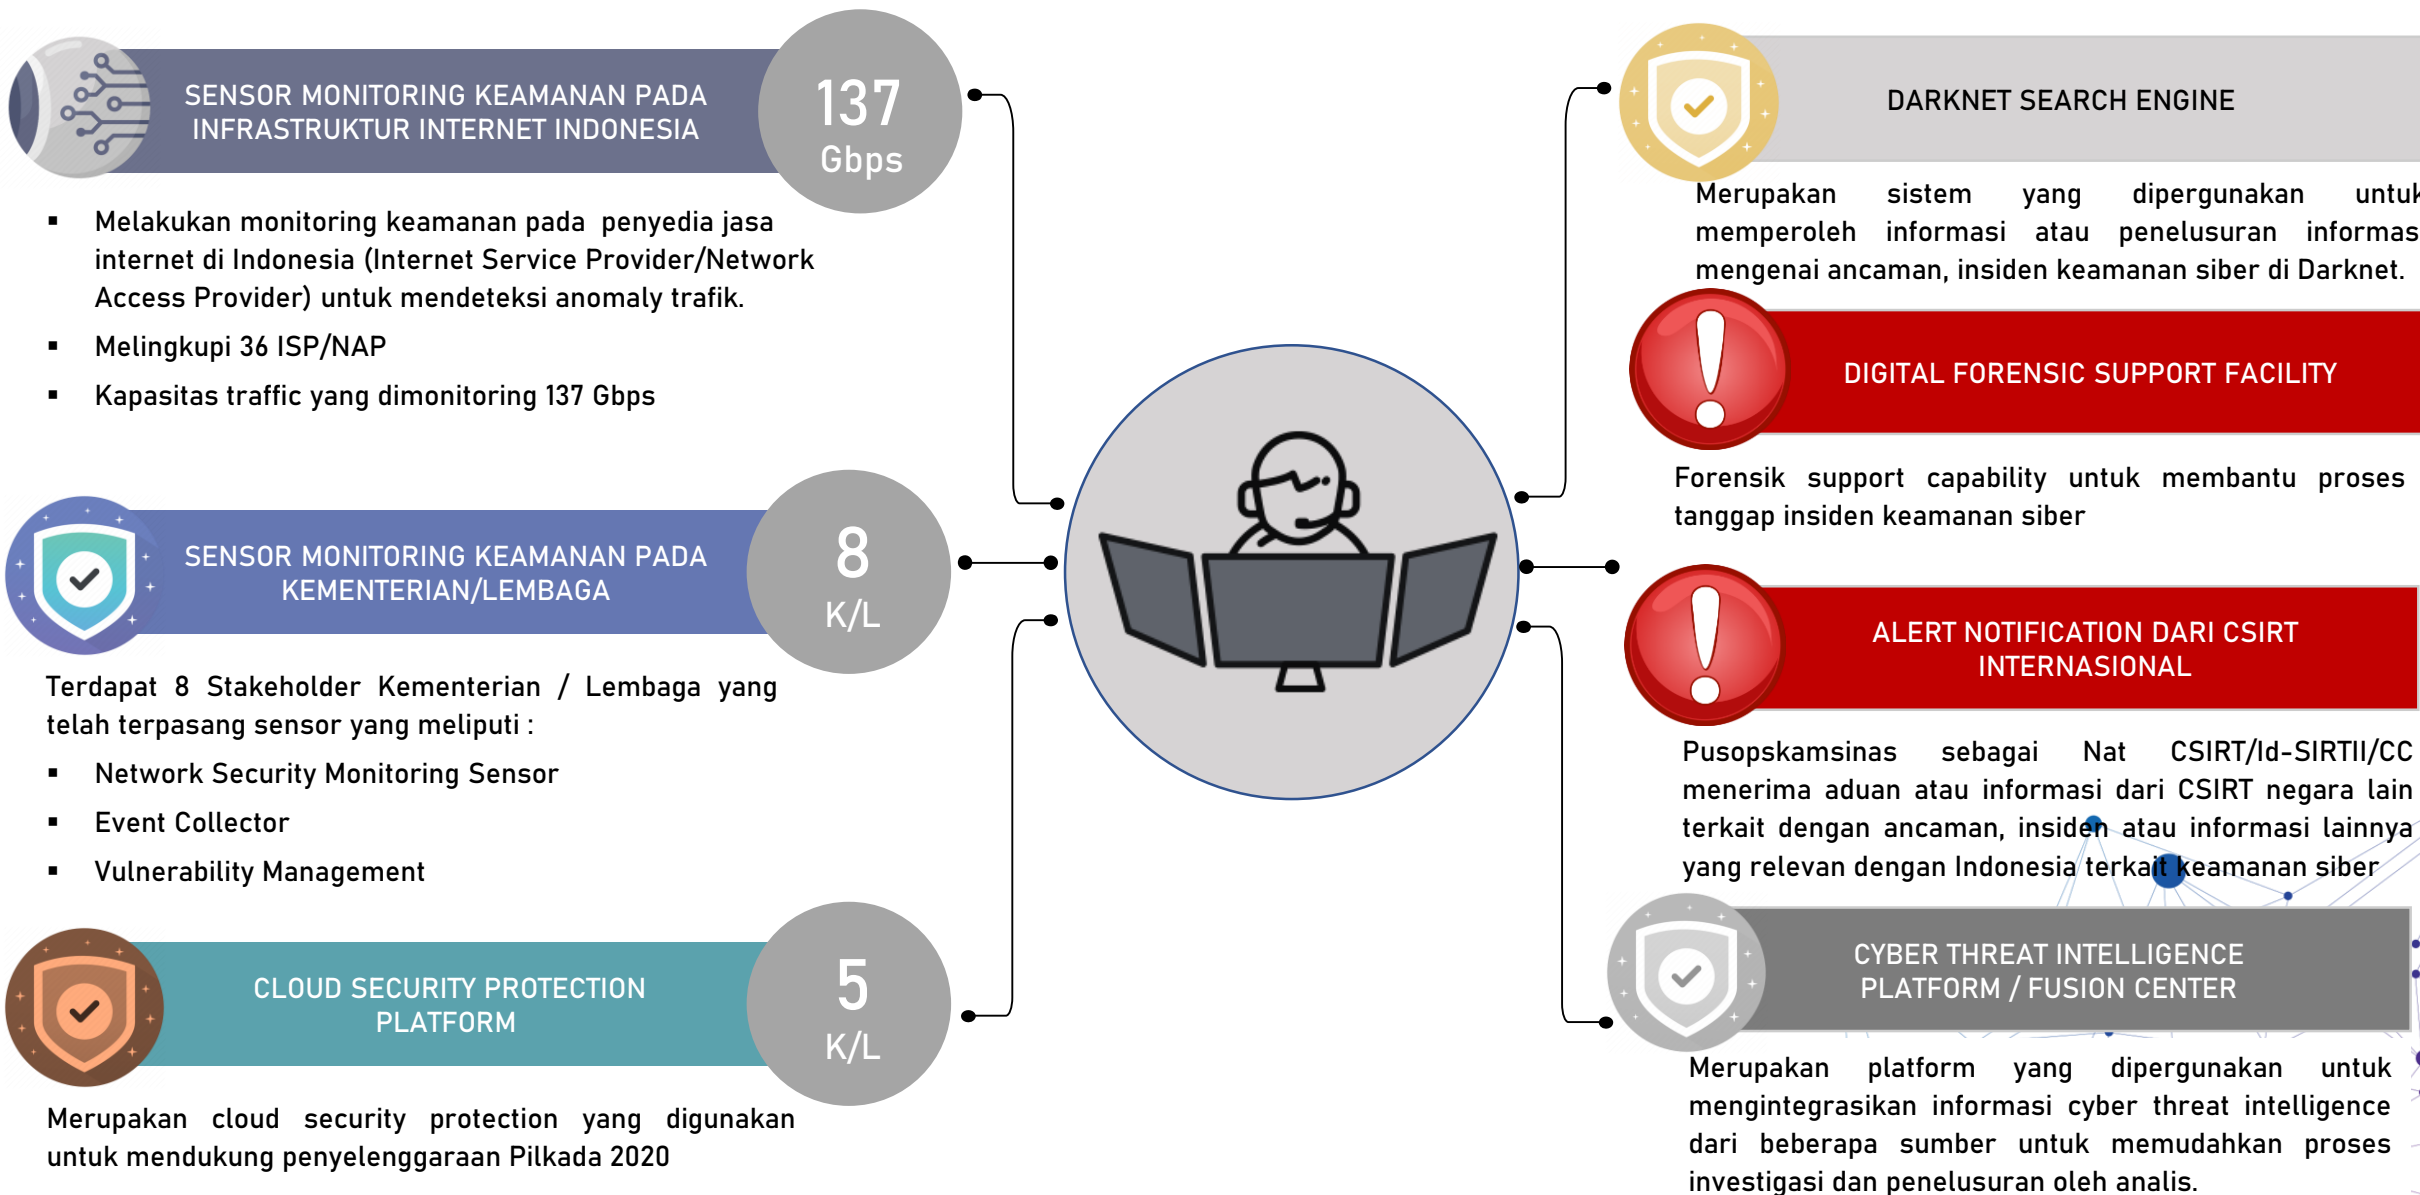 SENSOR MONITORING KEAMANAN PADA
INFRASTRUKTUR INTERNET INDONESIA
137
Gbps
▪ Melakukan monitoring keamanan pada penyedia jasa
internet di Indonesia (Internet Service Provider/Network
Access Provider) untuk mendeteksi anomaly trafik.
▪ Melingkupi 36 ISP/NAP
▪ Kapasitas traffic yang dimonitoring 137 Gbps
SENSOR MONITORING KEAMANAN PADA
KEMENTERIAN/LEMBAGA
8
K/L
Terdapat 8 Stakeholder Kementerian / Lembaga yang
telah terpasang sensor yang meliputi :
▪ Network Security Monitoring Sensor
▪ Event Collector
▪ Vulnerability Management
CLOUD SECURITY PROTECTION
PLATFORM
5
K/L
Merupakan cloud security protection yang digunakan
untuk mendukung penyelenggaraan Pilkada 2020
DARKNET SEARCH ENGINE
Merupakan sistem yang dipergunakan untuk
memperoleh informasi atau penelusuran informas
mengenai ancaman, insiden keamanan siber di Darknet.
DIGITAL FORENSIC SUPPORT FACILITY
Forensik support capability untuk membantu proses
tanggap insiden keamanan siber
ALERT NOTIFICATION DARI CSIRT
INTERNASIONAL
Pusopskamsinas sebagai Nat CSIRT/Id-SIRTII/CC
menerima aduan atau informasi dari CSIRT negara lain
terkait dengan ancaman, insiden atau informasi lainnya
yang relevan dengan Indonesia terkait keamanan siber
CYBER THREAT INTELLIGENCE
PLATFORM / FUSION CENTER
Merupakan platform yang dipergunakan untuk
mengintegrasikan informasi cyber threat intelligence
dari beberapa sumber untuk memudahkan proses
investigasi dan penelusuran oleh analis.